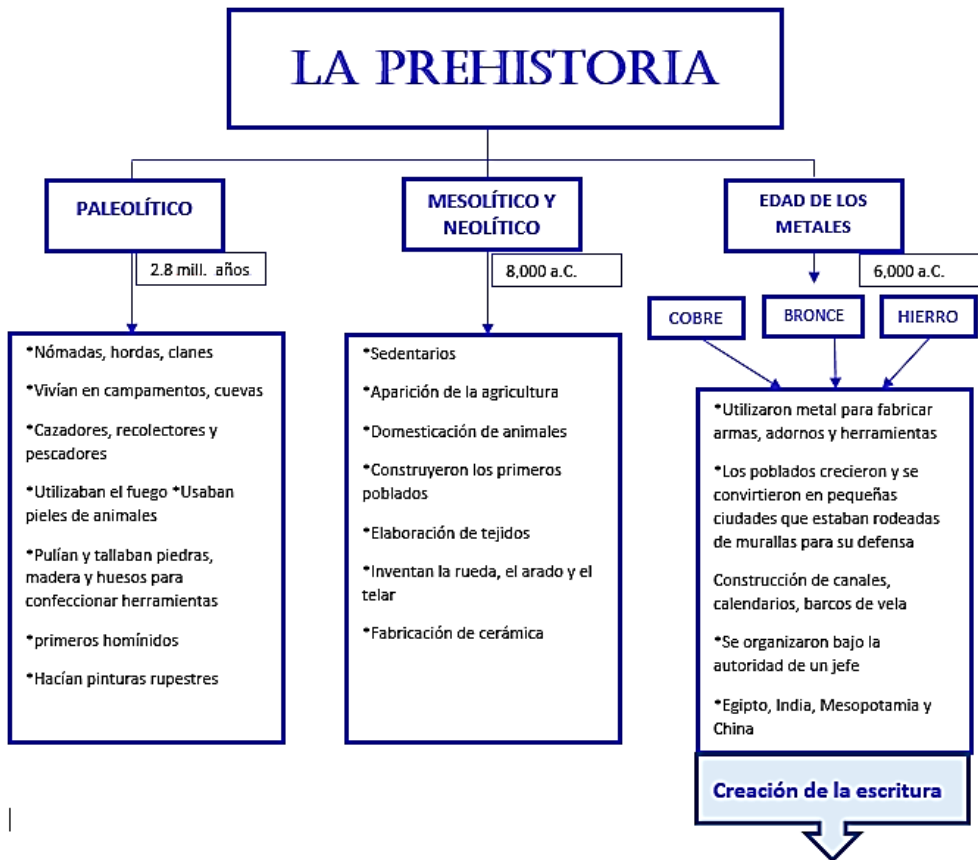 LA PREHISTORIA
PALEOLÍTICO
2.8 mill. años
*Nómadas, hordas, clanes
*Vivían en campamentos, cuevas
*Cazadores, recolectores y
pescadores
*Utilizaban el fuego *Usaban
pieles de animales
*Pulían y tallaban piedras,
madera y huesos para
confeccionar herramientas
*primeros homínidos
*Hacían pinturas rupestres
MESOLÍTICO Y
NEOLÍTICO
8,000 a.C.
*Sedentarios
*Aparición de la agricultura
*Domesticación de animales
*Construyeron los primeros
poblados
*Elaboración de tejidos
*Inventan la rueda, el arado y el
telar
*Fabricación de cerámica
EDAD DE LOS
METALES
6,000 a.C.
COBRE
BRONCE
HIERRO
*Utilizaron metal para fabricar
armas, adornos y herramientas
*Los poblados crecieron y se
convirtieron en pequeñas
ciudades que estaban rodeadas
de murallas para su defensa
Construcción de canales,
calendarios, barcos de vela
*Se organizaron bajo la
autoridad de un jefe
*Egipto, India, Mesopotamia y
China
Creación de la escritura